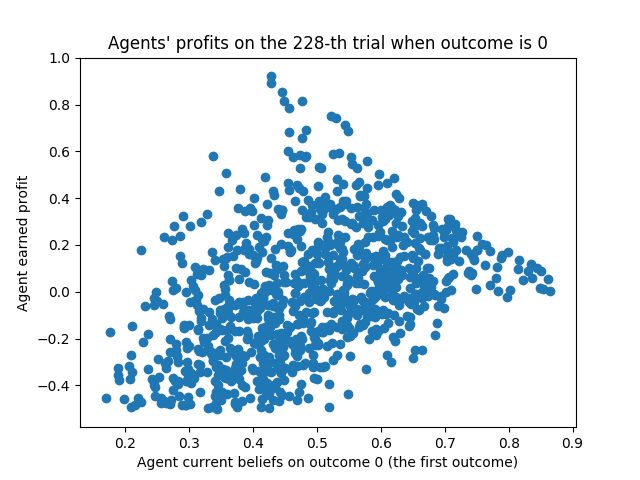 Agents' profits on the 228-th trial when outcome is 0
Agent earned profit
1.0
0.8
0.6
0.4
0.2
0.0
−0.2
−0.4
0.2 0.3 0.4 0.5 0.6 0.7 0.8 0.9
Agent current beliefs on outcome 0 (the first outcome)